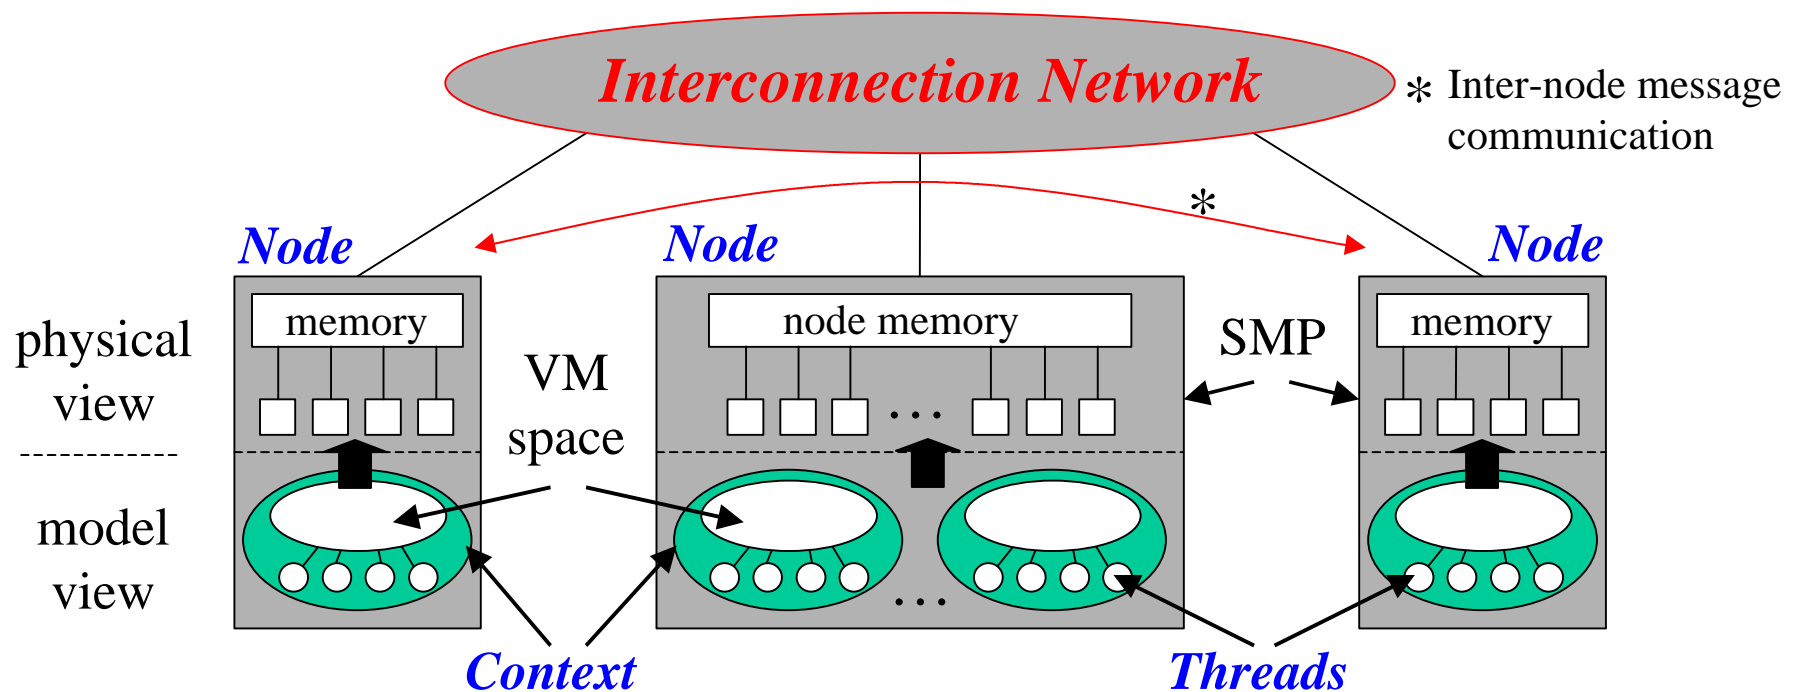 Interconnection Network
* Inter-node message
communication
*
Node
Node
Node
memory
node memory
memory
physical
view
VM
space
SMP
...
model
view
...
Context
Threads